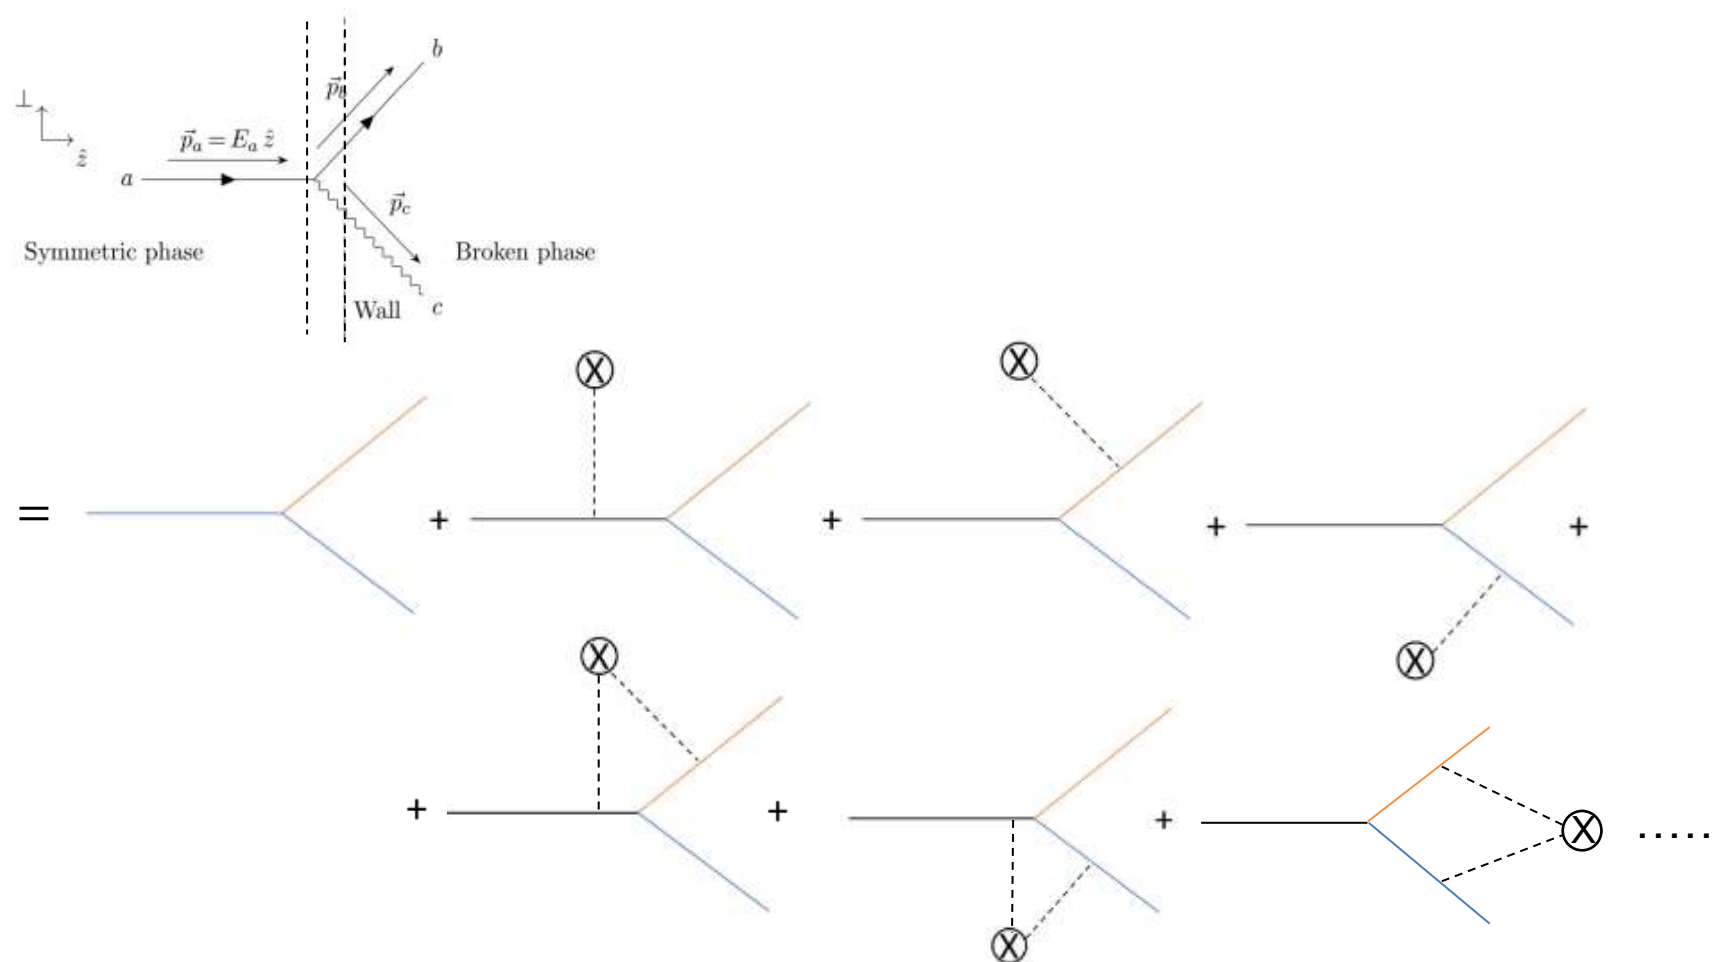 b
⊥
p⃗_b
p⃗_a = E_a ẑ
ẑ
a
p⃗_c
Symmetric phase
Broken phase
Wall
c
X
X
=
+
+
+
+
X
X
+
+
+
X
.....
X